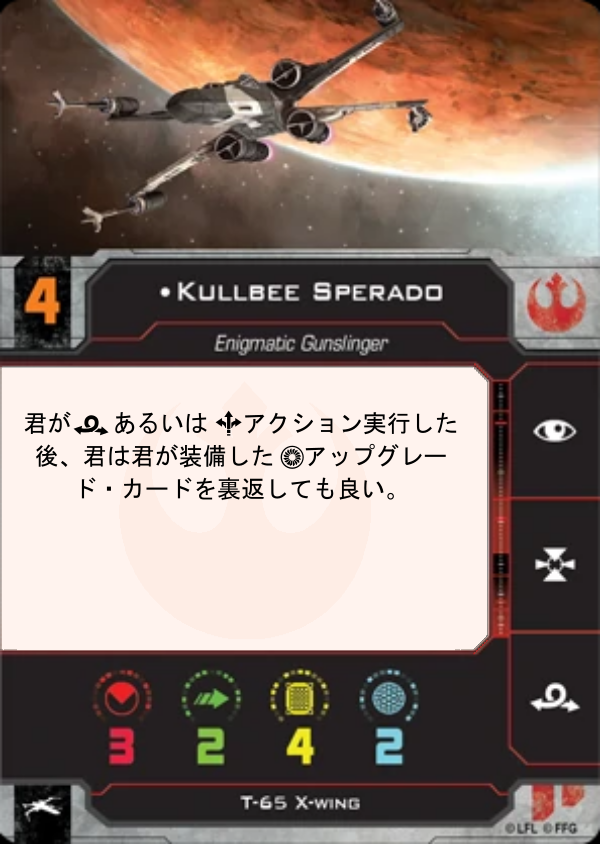 4
•Kullbee Sperado
Enigmatic Gunslinger
君が あるいは アクション実行した
後、君は君が装備した アップグレー
ド・カードを裏返しても良い。
3 2 4 2
T-65 X-wing
©LFL ©FFG